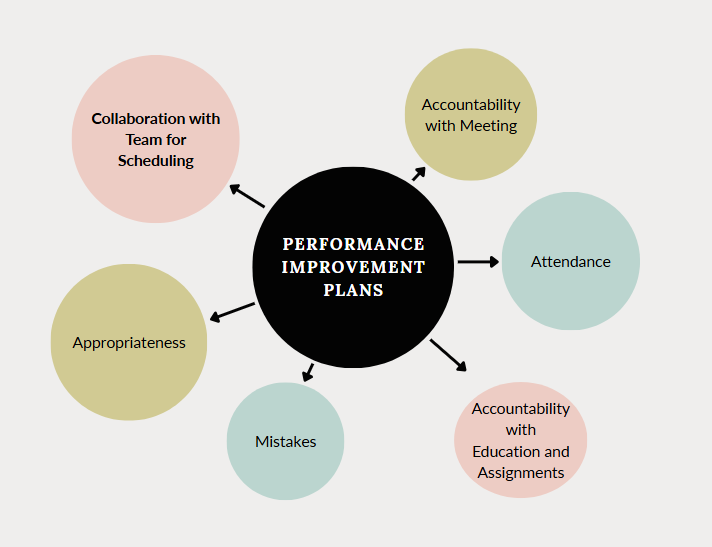 Collaboration with
Team for
Scheduling
Accountability
with Meeting
PERFORMANCE
IMPROVEMENT
PLANS
Attendance
Appropriateness
Mistakes
Accountability
with
Education and
Assignments